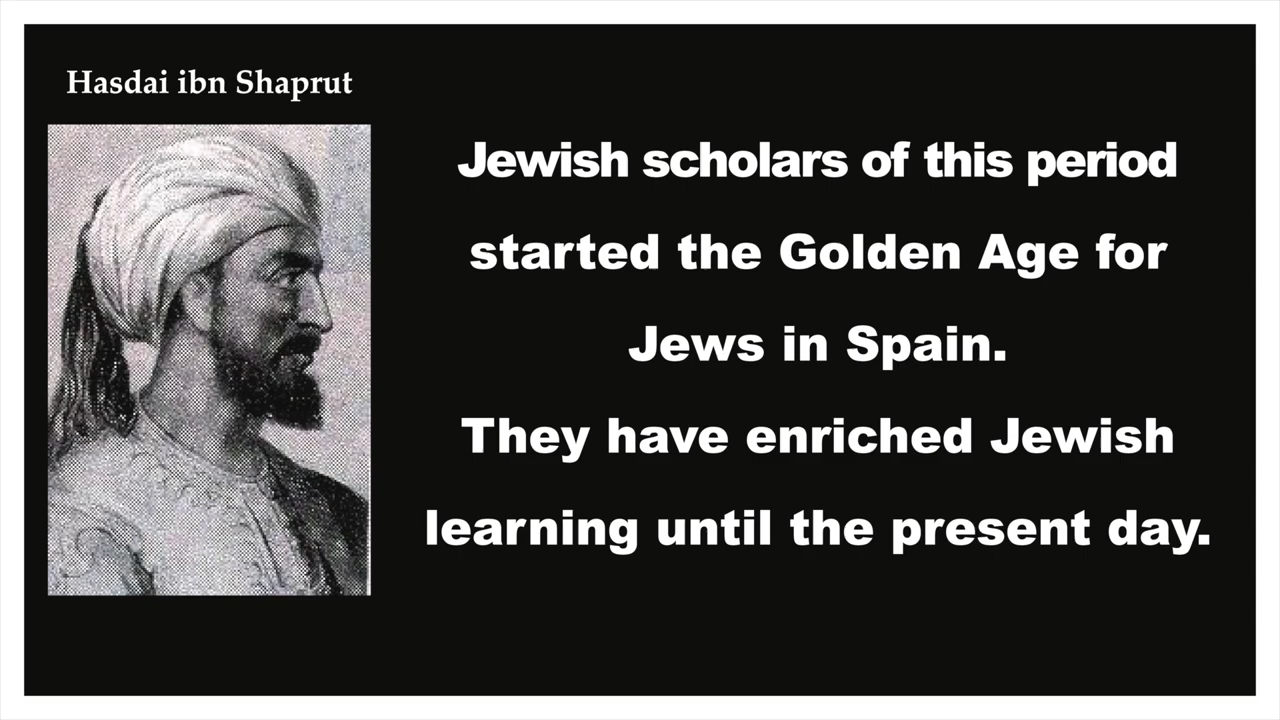 Hasdai ibn Shaprut
Jewish scholars of this period
started the Golden Age for
Jews in Spain.
They have enriched Jewish
learning until the present day.